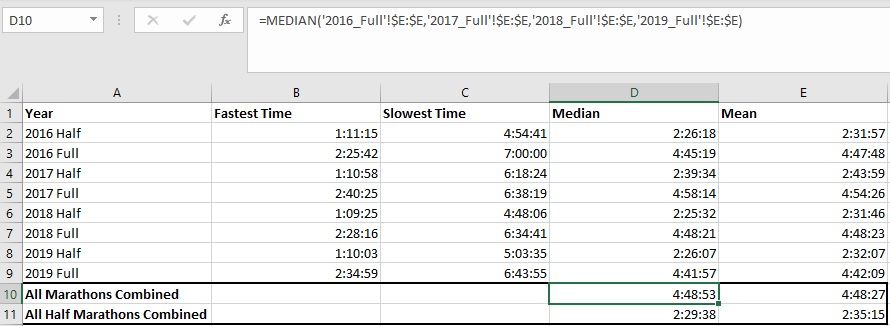 D10 fx =MEDIAN('2016_Full'!$E:$E,'2017_Full'!$E:$E,'2018_Full'!$E:$E,'2019_Full'!$E:$E)
A B C D E
1 Year Fastest Time Slowest Time Median Mean
2 2016 Half 1:11:15 4:54:41 2:26:18 2:31:57
3 2016 Full 2:25:42 7:00:00 4:45:19 4:47:48
4 2017 Half 1:10:58 6:18:24 2:39:34 2:43:59
5 2017 Full 2:40:25 6:38:19 4:58:14 4:54:26
6 2018 Half 1:09:25 4:48:06 2:25:32 2:31:46
7 2018 Full 2:28:16 6:34:41 4:48:21 4:48:23
8 2019 Half 1:10:03 5:03:35 2:26:07 2:32:07
9 2019 Full 2:34:59 6:43:55 4:41:57 4:42:09
10 All Marathons Combined 4:48:53 4:48:27
11 All Half Marathons Combined 2:29:38 2:35:15